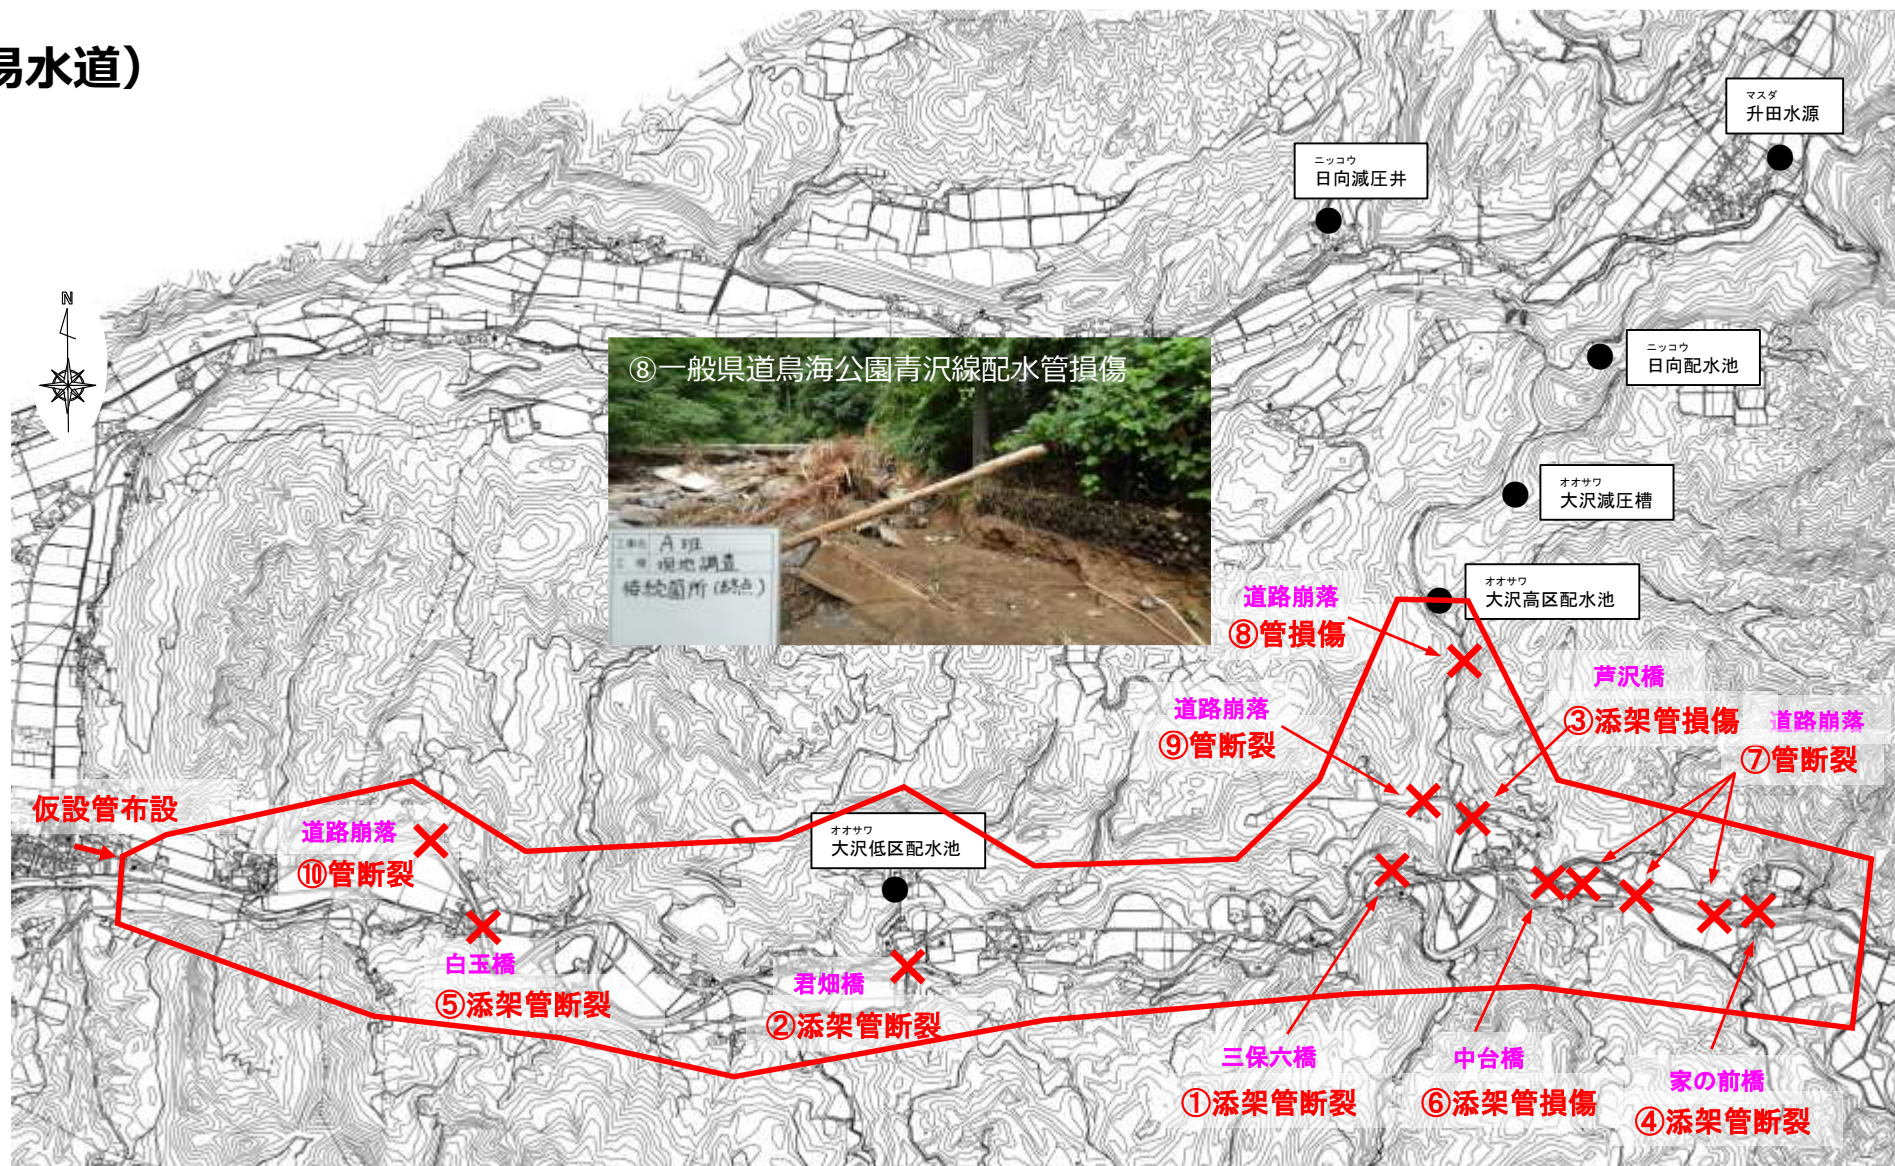 易水道）
マスダ
升田水源
ニッコウ
日向減圧井
N
ニッコウ
日向配水池
⑧一般県道鳥海公園青沢線配水管損傷
オオサワ
大沢減圧槽
A班
現地調査
接続箇所(終点)
オオサワ
大沢高区配水池
道路崩落
⑧管損傷
芦沢橋
③添架管損傷
道路崩落
⑨管断裂
道路崩落
⑦管断裂
仮設管布設
道路崩落
⑩管断裂
オオサワ
大沢低区配水池
白玉橋
⑤添架管断裂
君畑橋
②添架管断裂
三保六橋
①添架管断裂
中台橋
⑥添架管損傷
家の前橋
④添架管断裂